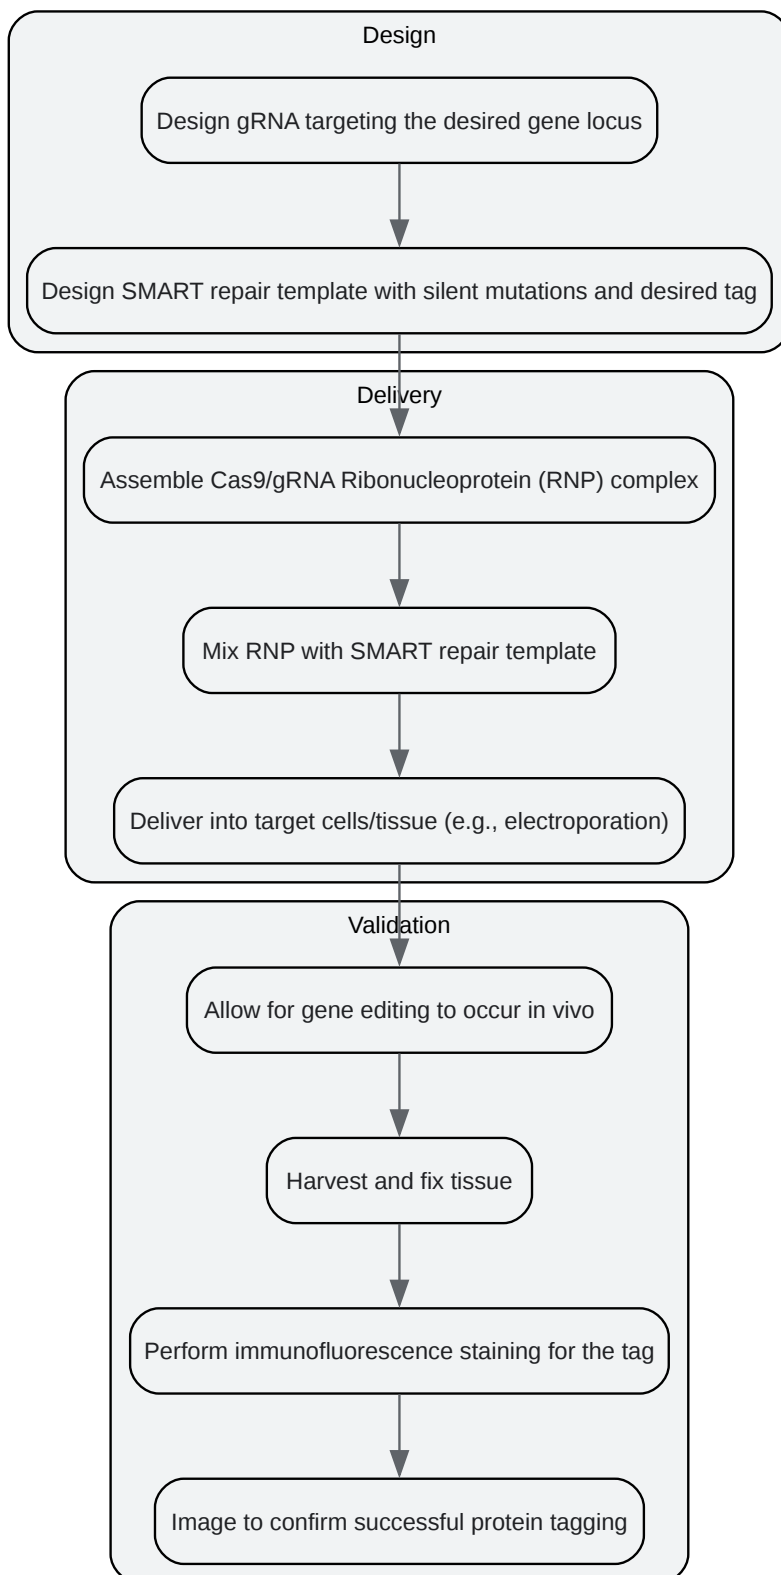 Design
Design gRNA targeting the desired gene locus
Design SMART repair template with silent mutations and desired tag
Delivery
Assemble Cas9/gRNA Ribonucleoprotein (RNP) complex
Mix RNP with SMART repair template
Deliver into target cells/tissue (e.g., electroporation)
Validation
Allow for gene editing to occur in vivo
Harvest and fix tissue
Perform immunofluorescence staining for the tag
Image to confirm successful protein tagging